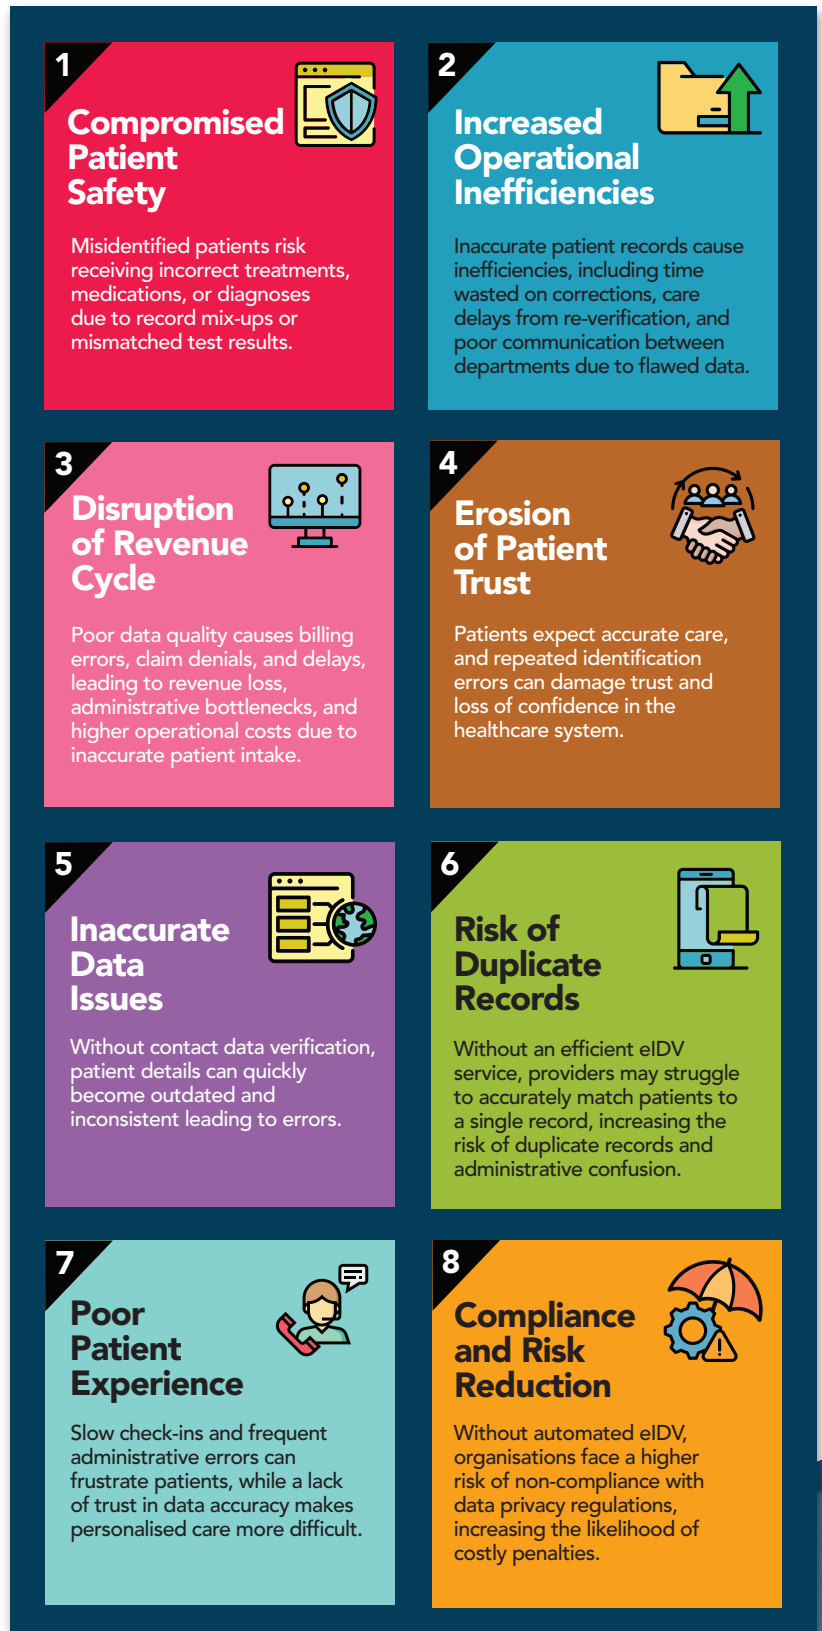 1
Compromised
Patient
Safety
Misidentified patients risk
receiving incorrect treatments,
medications, or diagnoses
due to record mix-ups or
mismatched test results.
2
Increased
Operational
Inefficiencies
Inaccurate patient records cause
inefficiencies, including time
wasted on corrections, care
delays from re-verification, and
poor communication between
departments due to flawed data.
3
Disruption
of Revenue
Cycle
Poor data quality causes billing
errors, claim denials, and delays,
leading to revenue loss,
administrative bottlenecks, and
higher operational costs due to
inaccurate patient intake.
4
Erosion
of Patient
Trust
Patients expect accurate care,
and repeated identification
errors can damage trust and
loss of confidence in the
healthcare system.
5
Inaccurate
Data
Issues
Without contact data verification,
patient details can quickly
become outdated and
inconsistent leading to errors.
6
Risk of
Duplicate
Records
Without an efficient eIDV
service, providers may struggle
to accurately match patients to
a single record, increasing the
risk of duplicate records and
administrative confusion.
7
Poor
Patient
Experience
Slow check-ins and frequent
administrative errors can
frustrate patients, while a lack
of trust in data accuracy makes
personalised care more difficult.
8
Compliance
and Risk
Reduction
Without automated eIDV,
organisations face a higher
risk of non-compliance with
data privacy regulations,
increasing the likelihood of
costly penalties.